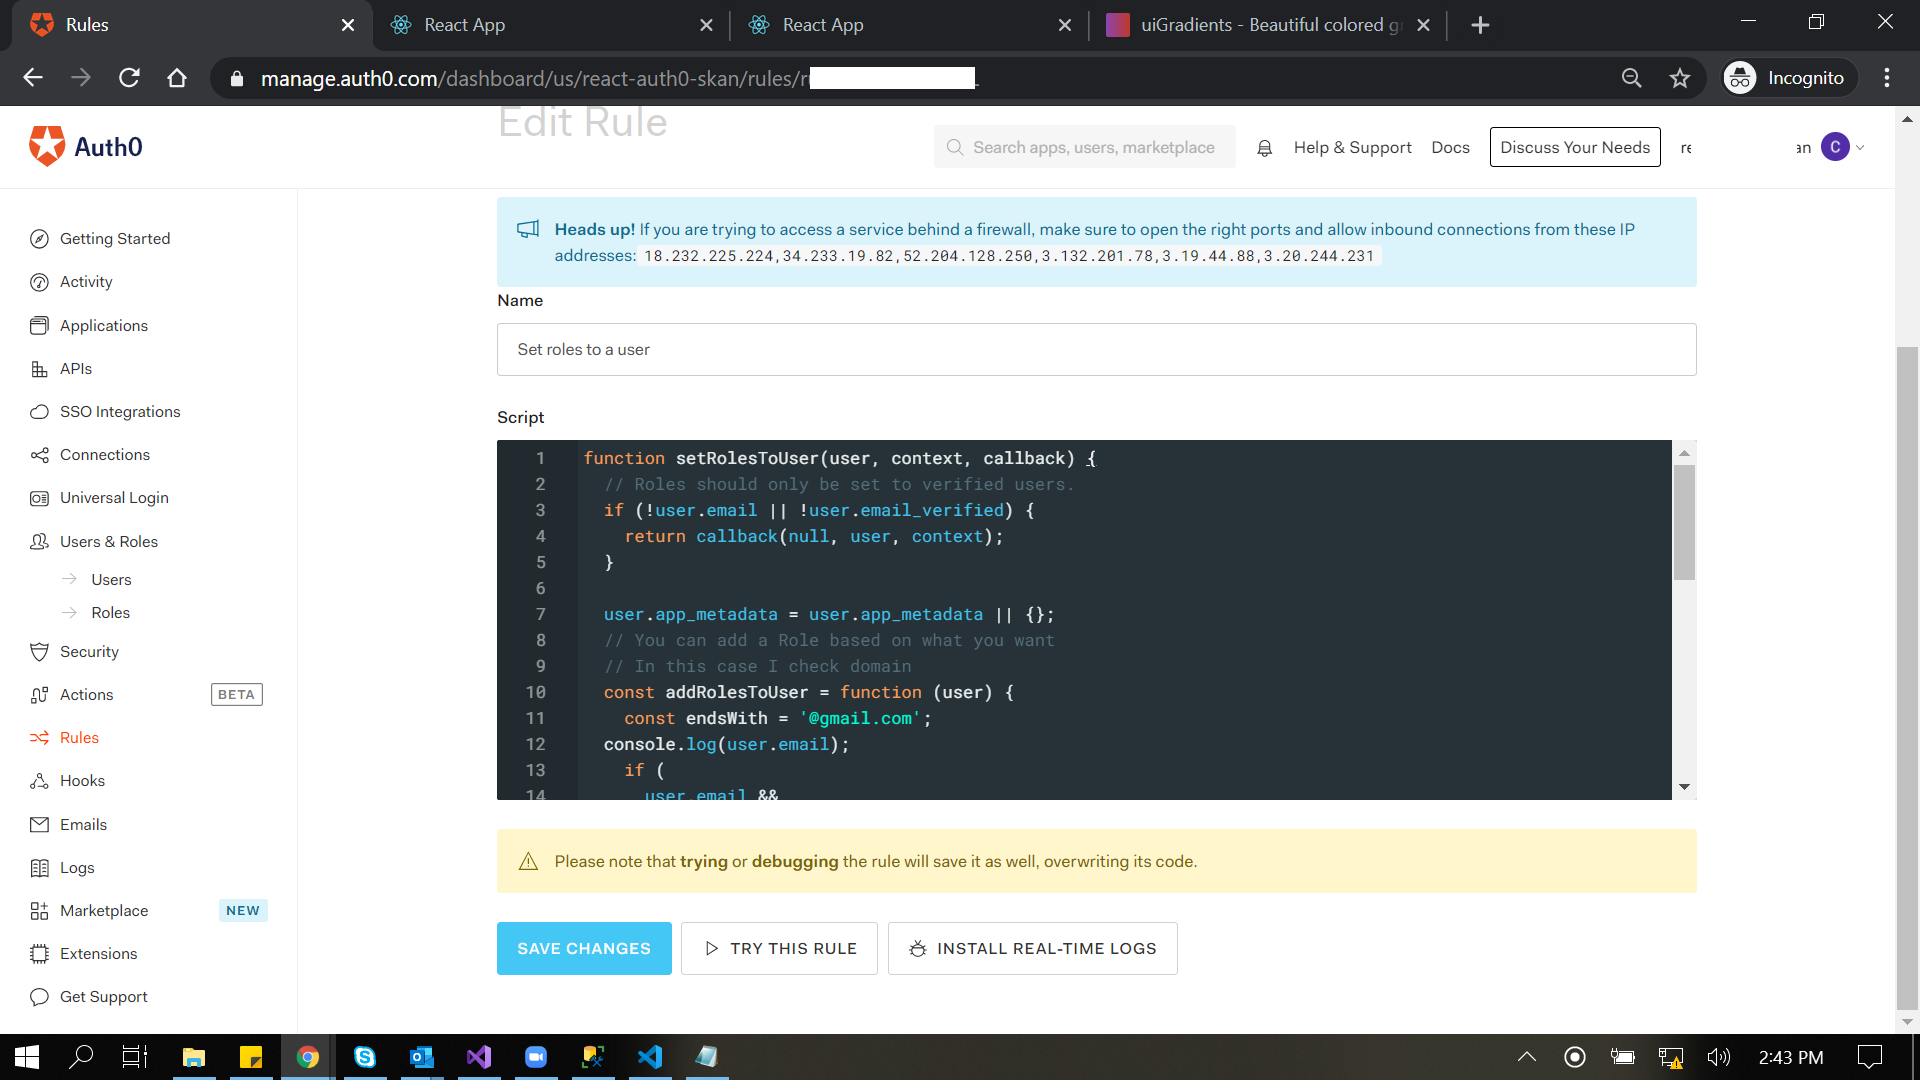 Rules
React App
React App
uiGradients - Beautiful colored g
manage.auth0.com/dashboard/us/react-auth0-skan/rules/r
Incognito
Edit Rule
Auth0
Search apps, users, marketplace
Help & Support
Docs
Discuss Your Needs
re
an
C
Getting Started
Activity
Applications
APIs
SSO Integrations
Connections
Universal Login
Users & Roles
Users
Roles
Security
Actions
BETA
Rules
Hooks
Emails
Logs
Marketplace
NEW
Extensions
Get Support
Heads up! If you are trying to access a service behind a firewall, make sure to open the right ports and allow inbound connections from these IP
addresses: 18.232.225.224,34.233.19.82,52.204.128.250,3.132.201.78,3.19.44.88,3.20.244.231
Name
Set roles to a user
Script
1 function setRolesToUser(user, context, callback) {
2 // Roles should only be set to verified users.
3 if (!user.email || !user.email_verified) {
4 return callback(null, user, context);
5 }
6
7 user.app_metadata = user.app_metadata || {};
8 // You can add a Role based on what you want
9 // In this case I check domain
10 const addRolesToUser = function (user) {
11 const endsWith = '@gmail.com';
12 console.log(user.email);
13 if (
14 user.email &&
Please note that trying or debugging the rule will save it as well, overwriting its code.
SAVE CHANGES
TRY THIS RULE
INSTALL REAL-TIME LOGS
2:43 PM